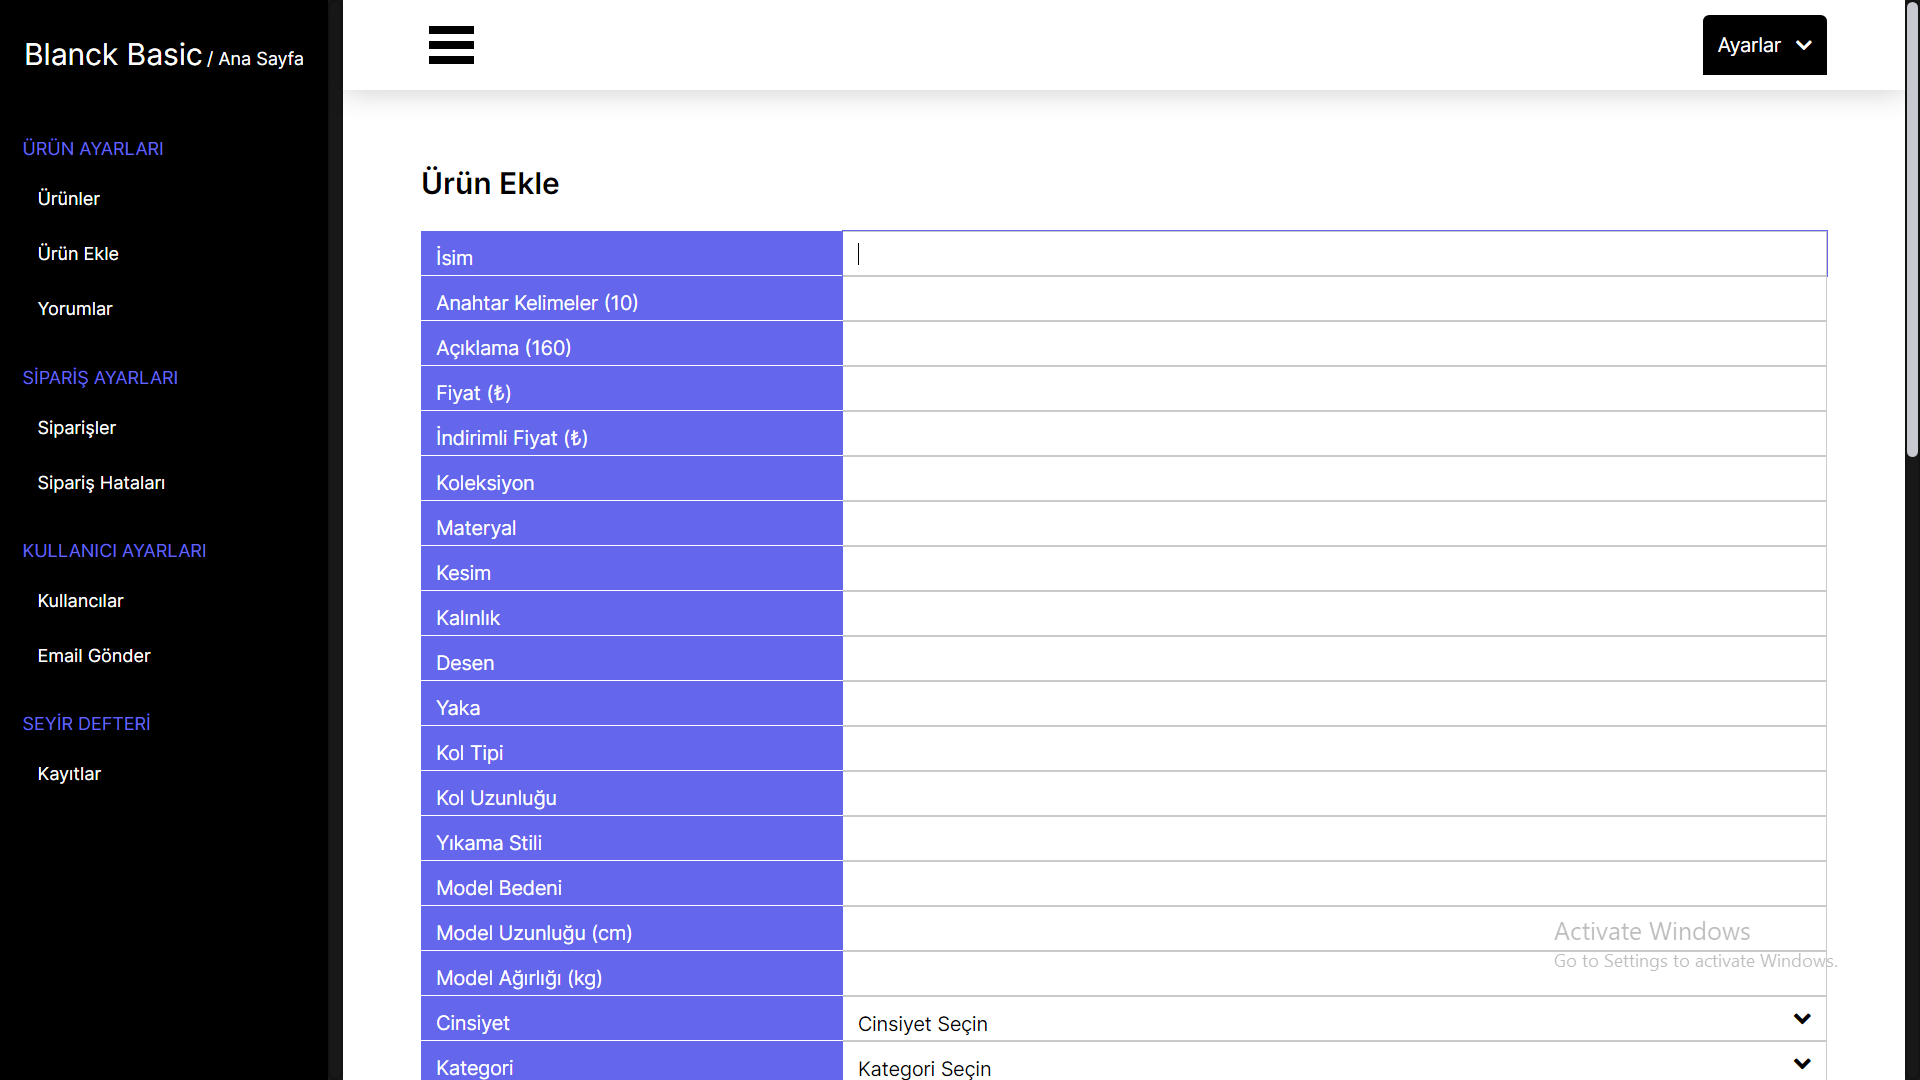 Blanck Basic / Ana Sayfa
ÜRÜN AYARLARI
Ürünler
Ürün Ekle
Yorumlar
SİPARİŞ AYARLARI
Siparişler
Sipariş Hataları
KULLANICI AYARLARI
Kullancılar
Email Gönder
SEYİR DEFTERİ
Kayıtlar
Ayarlar
Ürün Ekle
İsim
Anahtar Kelimeler (10)
Açıklama (160)
Fiyat (₺)
İndirimli Fiyat (₺)
Koleksiyon
Materyal
Kesim
Kalınlık
Desen
Yaka
Kol Tipi
Kol Uzunluğu
Yıkama Stili
Model Bedeni
Model Uzunluğu (cm)
Model Ağırlığı (kg)
Cinsiyet Cinsiyet Seçin
Kategori Kategori Seçin
Activate Windows
Go to Settings to activate Windows.